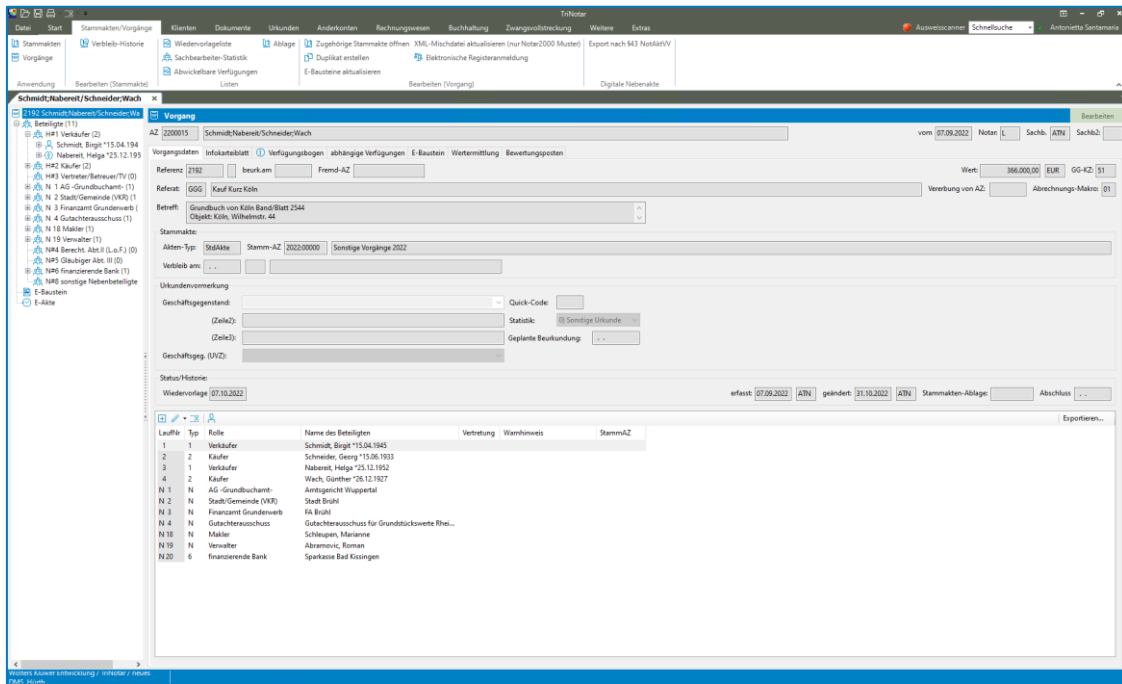 TriNotar
Datei Start Stammakten/Vorgänge Klienten Dokumente Urkunden Anderkonten Rechnungswesen Buchhaltung Zwangsvollstreckung Weitere Extras Ausweisscanner Schnellsuche Antonietta Santamaria
Stammakten Verbleib-Historie Wiedervorlageliste Ablage Zugehörige Stammakte öffnen XML-Mischdatei aktualisieren (nur Notar2000 Muster) Export nach §43 NotAktVV
Vorgänge Sachbearbeiter-Statistik Duplikat erstellen Elektronische Registeranmeldung
Abwickelbare Verfügungen E-Bausteine aktualisieren
Anwendung Bearbeiten (Stammakte) Listen Bearbeiten (Vorgang) Digitale Nebenakte
Schmidt;Nabereit/Schneider;Wach ×
2192 Schmidt;Nabereit/Schneider;Wa
Beteiligte (11)
H#1 Verkäufer (2)
Schmidt, Birgit *15.04.194
Nabereit, Helga *25.12.195
H#2 Käufer (2)
H#3 Vertreter/Betreuer/TV (0)
N 1 AG -Grundbuchamt- (1)
N 2 Stadt/Gemeinde (VKR) (1
N 3 Finanzamt Grunderwerb (
N 4 Gutachterausschuss (1)
N 18 Makler (1)
N 19 Verwalter (1)
N#4 Berecht. Abt.II (L.o.F.) (0)
N#5 Gläubiger Abt. III (0)
N#6 finanzierende Bank (1)
N#8 sonstige Nebenbeteiligte
E-Baustein
E-Akte
Vorgang Bearbeiten
AZ 2200015 Schmidt;Nabereit/Schneider;Wach vom 07.09.2022 Notar: L Sachb. ATN Sachb2:
Vorgangsdaten Infokarteiblatt Verfügungsbogen abhängige Verfügungen E-Baustein Wertermittlung Bewertungsposten
Referenz 2192 beurk.am Fremd-AZ Wert: 366.000,00 EUR GG-KZ: 51
Referat: GGG Kauf Kurz Köln Vererbung von AZ: Abrechnungs-Makro: 01
Betreff: Grundbuch von Köln Band/Blatt 2544
Objekt: Köln, Wilhelmstr. 44
Stammakte:
Akten-Typ: StdAkte Stamm-AZ 2022:00000 Sonstige Vorgänge 2022
Verbleib am: . .
Urkundenvormerkung
Geschäftsgegenstand: Quick-Code:
(Zeile2): Statistik: 0) Sonstige Urkunde
(Zeile3): Geplante Beurkundung: . .
Geschäftsgeg. (UVZ):
Status/Historie:
Wiedervorlage 07.10.2022 erfasst: 07.09.2022 ATN geändert: 31.10.2022 ATN Stammakten-Ablage: Abschluss . .
Exportieren...
LaufNr Typ Rolle Name des Beteiligten Vertretung Warnhinweis StammAZ
1 1 Verkäufer Schmidt, Birgit *15.04.1945
2 2 Käufer Schneider, Georg *15.06.1933
3 1 Verkäufer Nabereit, Helga *25.12.1952
4 2 Käufer Wach, Günther *26.12.1927
N 1 N AG -Grundbuchamt- Amtsgericht Wuppertal
N 2 N Stadt/Gemeinde (VKR) Stadt Brühl
N 3 N Finanzamt Grunderwerb FA Brühl
N 4 N Gutachterausschuss Gutachterausschuss für Grundstückswerte Rhei...
N 18 N Makler Schleupen, Marianne
N 19 N Verwalter Abramovic, Roman
N 20 6 finanzierende Bank Sparkasse Bad Kissingen
Wolters Kluwer Entwicklung / TriNotar / neues
DMS, Hürth